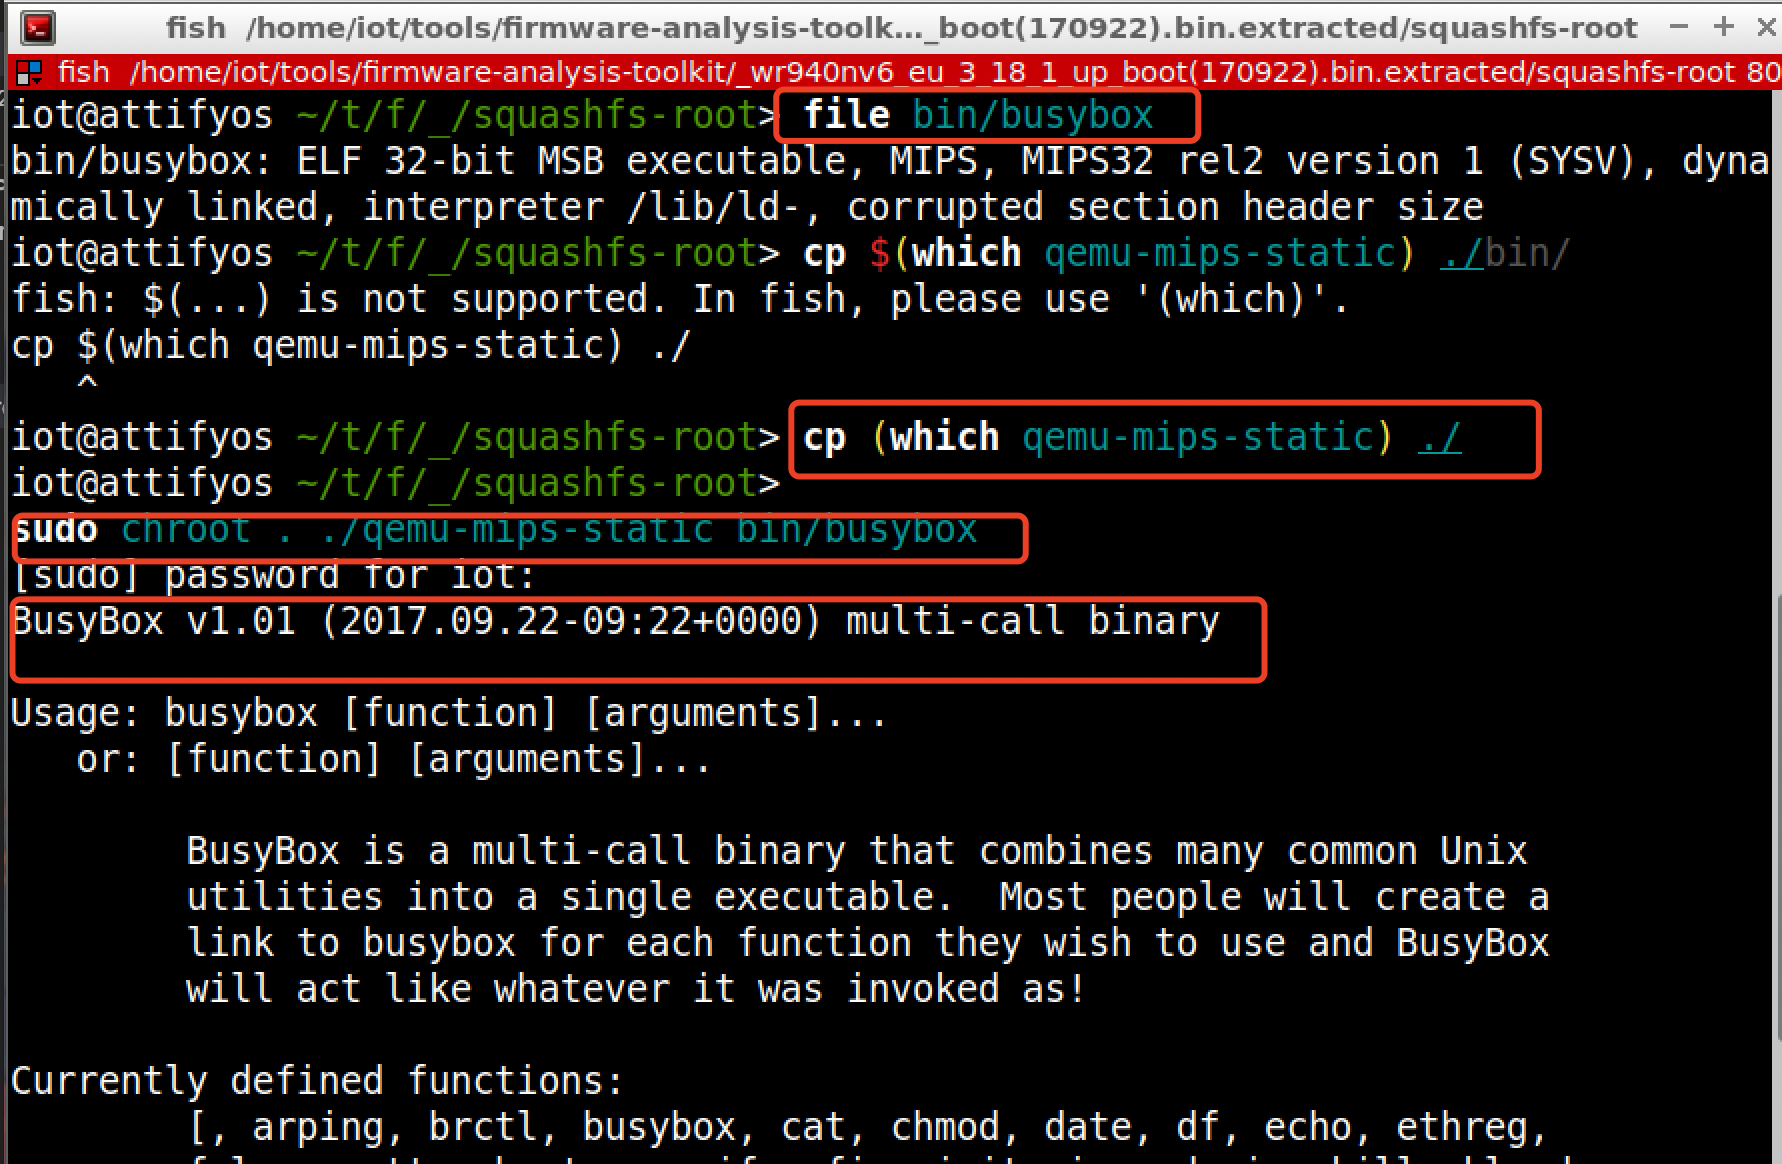 fish /home/iot/tools/firmware-analysis-toolk..._boot(170922).bin.extracted/squashfs-root − + ×
fish /home/iot/tools/firmware-analysis-toolkit/_wr940nv6_eu_3_18_1_up_boot(170922).bin.extracted/squashfs-root 80
iot@attifyos ~/t/f/_/squashfs-root> file bin/busybox
bin/busybox: ELF 32-bit MSB executable, MIPS, MIPS32 rel2 version 1 (SYSV), dyna
mically linked, interpreter /lib/ld-, corrupted section header size
iot@attifyos ~/t/f/_/squashfs-root> cp $(which qemu-mips-static) ./bin/
fish: $(...) is not supported. In fish, please use '(which)'.
cp $(which qemu-mips-static) ./
^
iot@attifyos ~/t/f/_/squashfs-root> cp (which qemu-mips-static) ./
iot@attifyos ~/t/f/_/squashfs-root>
sudo chroot . ./qemu-mips-static bin/busybox
[sudo] password for iot:
BusyBox v1.01 (2017.09.22-09:22+0000) multi-call binary
Usage: busybox [function] [arguments]...
or: [function] [arguments]...
BusyBox is a multi-call binary that combines many common Unix
utilities into a single executable. Most people will create a
link to busybox for each function they wish to use and BusyBox
will act like whatever it was invoked as!
Currently defined functions:
[, arping, brctl, busybox, cat, chmod, date, df, echo, ethreg,